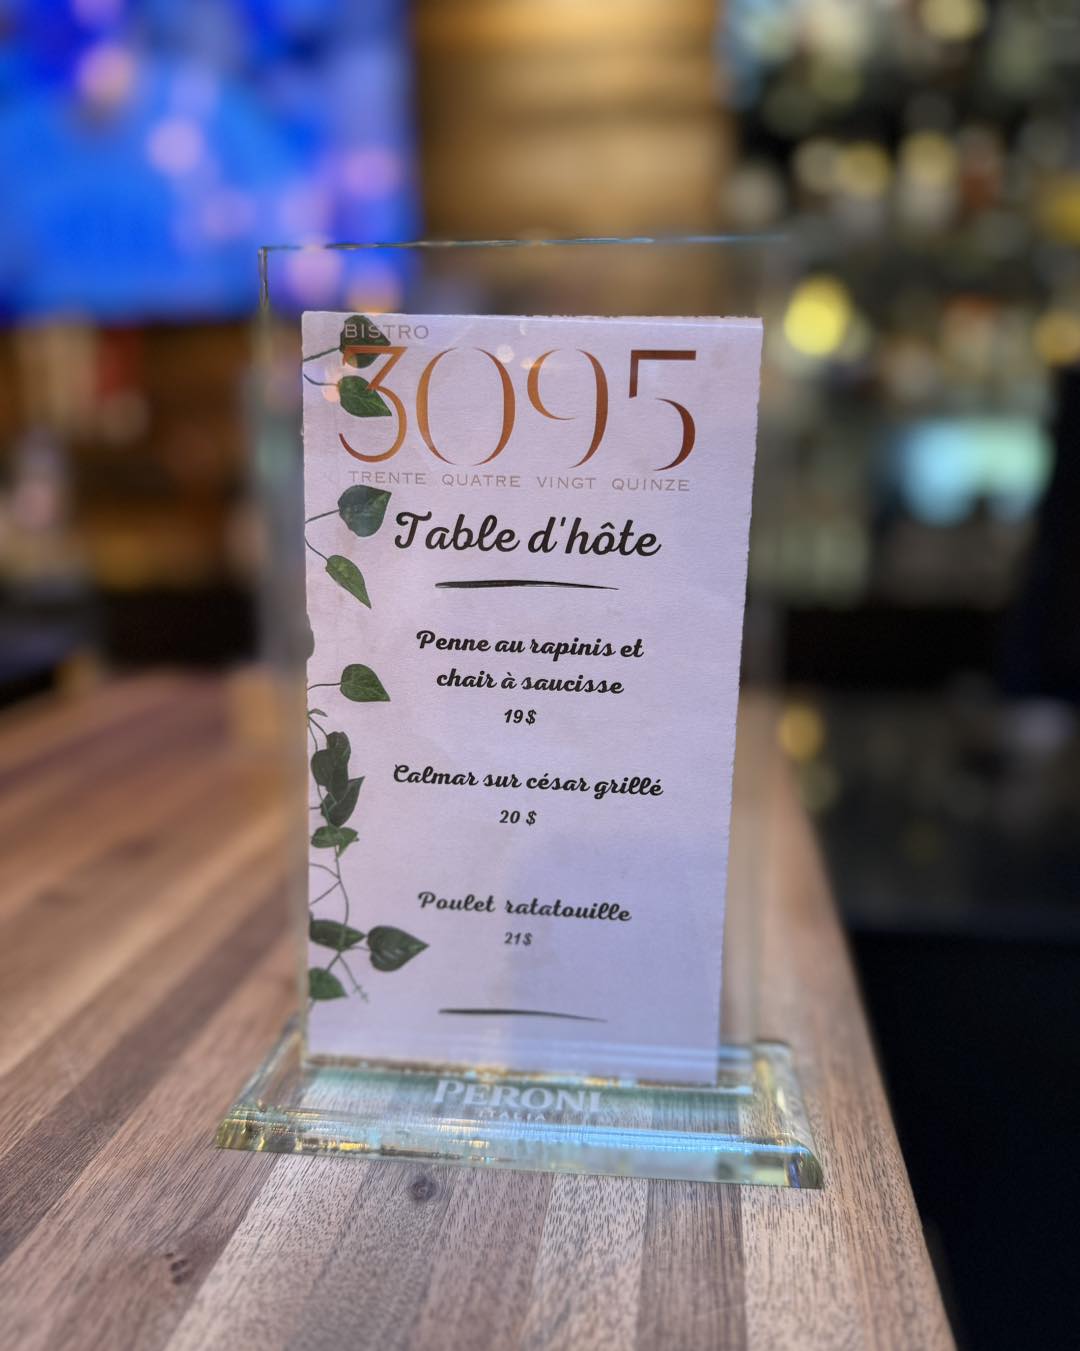 BISTRO
3095
TRENTE QUATRE VINGT QUINZE
Table d'hôte
Penne au rapinis et
chair à saucisse
19$
Calmar sur césar grillé
20 $
Poulet ratatouille
21$
PERONI
ITALIA